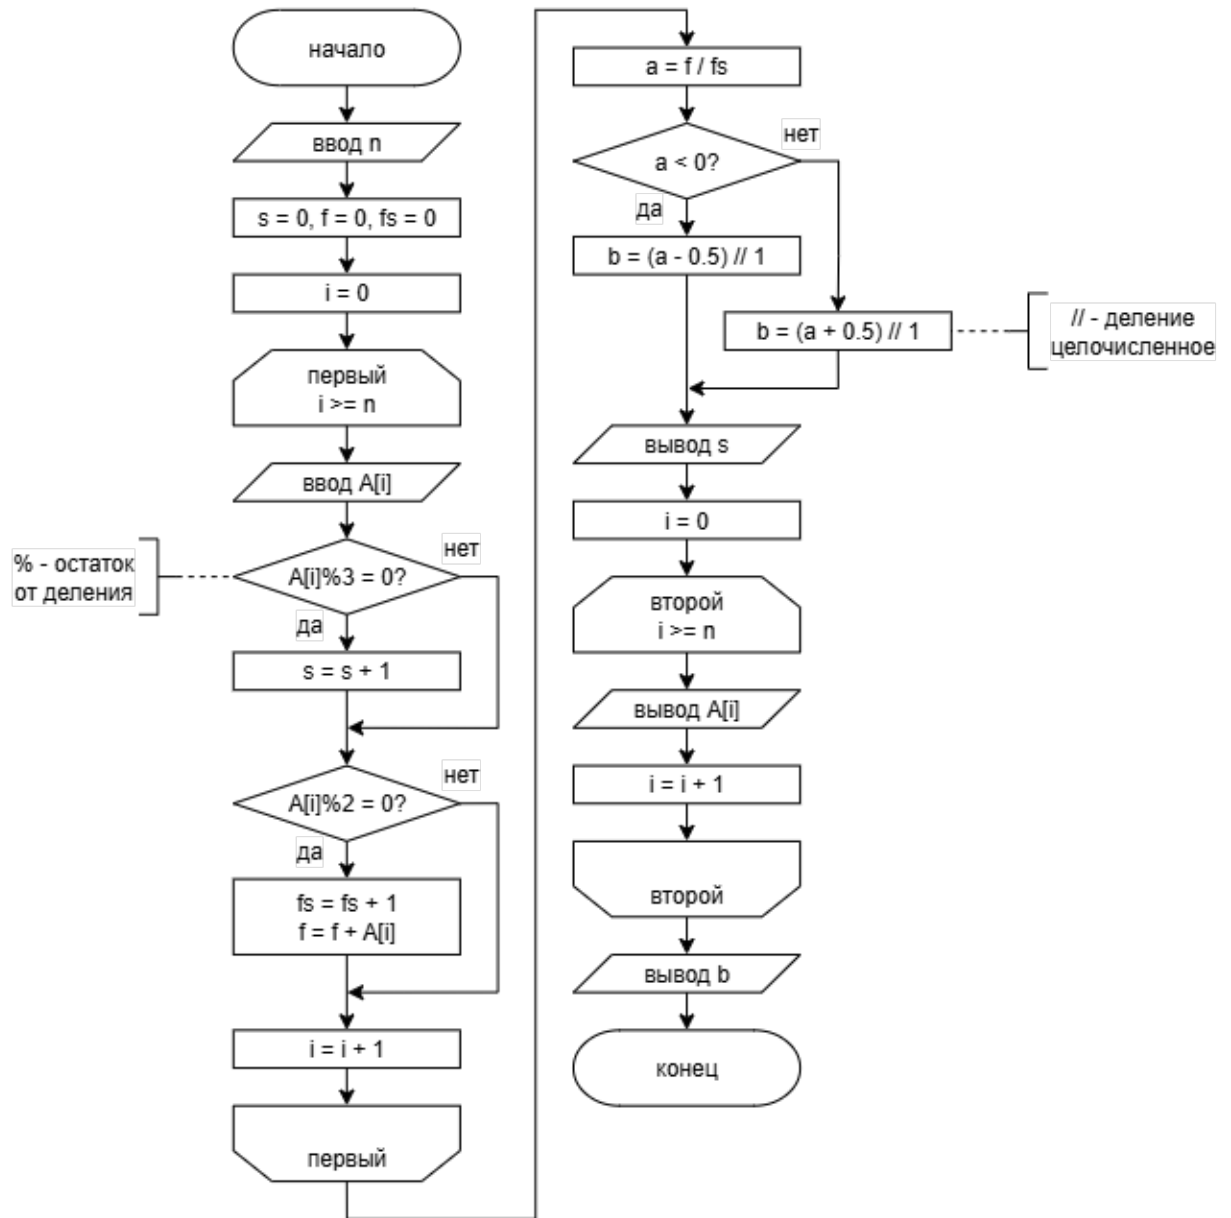 начало
ввод n
s = 0, f = 0, fs = 0
i = 0
первый
i >= n
ввод A[i]
% - остаток
от деления
A[i]%3 = 0?
нет
да
s = s + 1
A[i]%2 = 0?
нет
да
fs = fs + 1
f = f + A[i]
i = i + 1
первый
a = f / fs
a < 0?
нет
да
b = (a - 0.5) // 1
b = (a + 0.5) // 1
// - деление
целочисленное
вывод s
i = 0
второй
i >= n
вывод A[i]
i = i + 1
второй
вывод b
конец